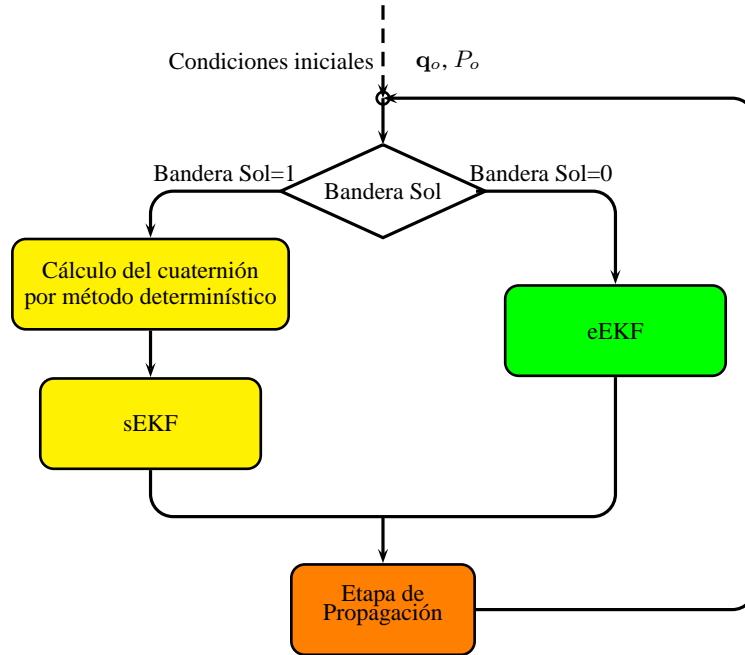 Condiciones iniciales q_o, P_o
Bandera Sol=1
Bandera Sol=0
Bandera Sol
Cálculo del cuaternión
por método determinístico
eEKF
sEKF
Etapa de
Propagación